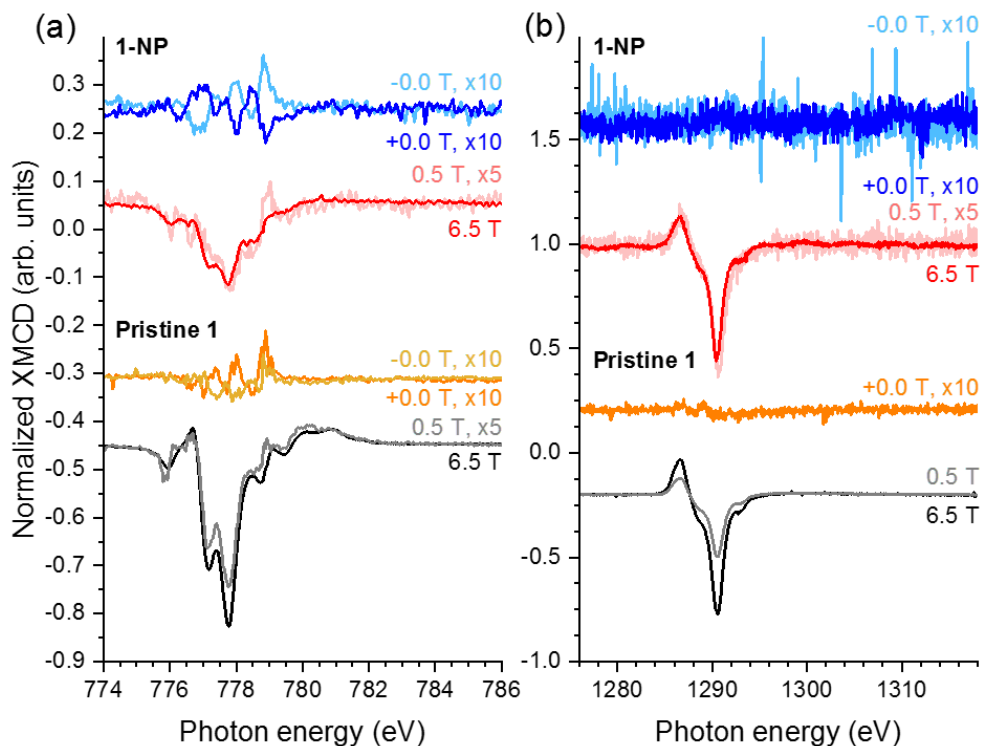 (a)
1-NP
-0.0 T, x10
+0.0 T, x10
0.5 T, x5
6.5 T
Pristine 1
-0.0 T, x10
+0.0 T, x10
0.5 T, x5
6.5 T
0.3
0.2
0.1
0.0
-0.1
-0.2
-0.3
-0.4
-0.5
-0.6
-0.7
-0.8
-0.9
774 776 778 780 782 784 786
Photon energy (eV)
Normalized XMCD (arb. units)
(b)
1-NP
-0.0 T, x10
+0.0 T, x10
0.5 T, x5
6.5 T
Pristine 1
+0.0 T, x10
0.5 T
6.5 T
1.5
1.0
0.5
0.0
-0.5
-1.0
1280 1290 1300 1310
Photon energy (eV)